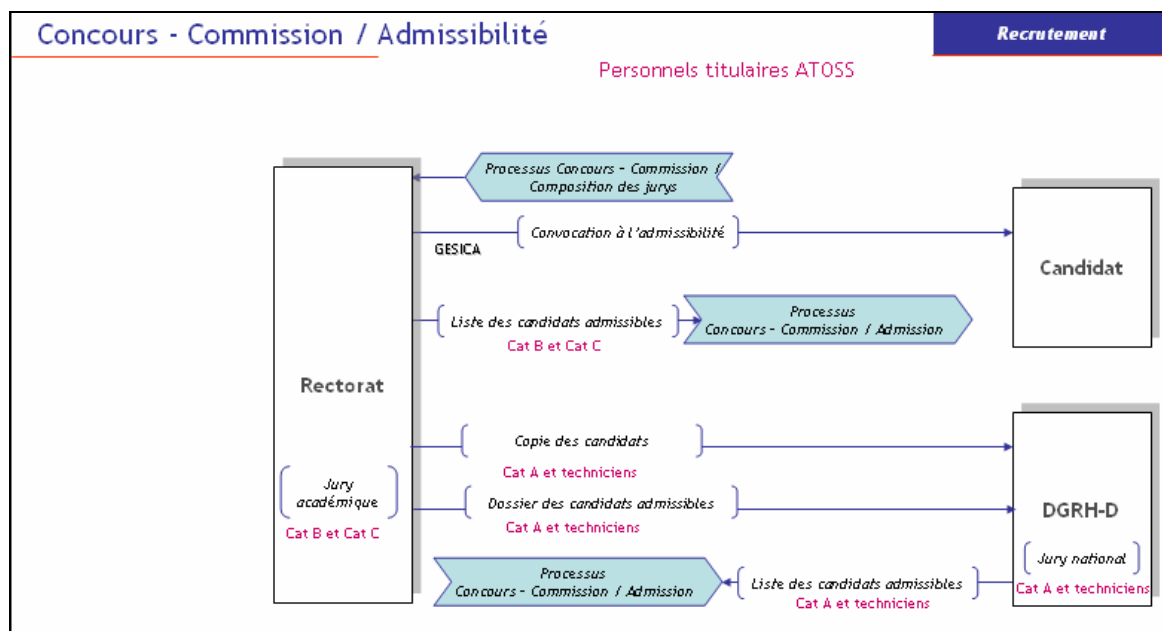 Concours - Commission / Admissibilité
Recrutement
Personnels titulaires ATOSS
Processus Concours - Commission /
Composition des jurys
Convocation à l'admissibilité
GESICA
Candidat
Liste des candidats admissibles
Cat B et Cat C
Processus
Concours - Commission / Admission
Rectorat
Copie des candidats
Cat A et techniciens
Jury
académique
Cat B et Cat C
Dossier des candidats admissibles
Cat A et techniciens
DGRH-D
Jury national
Cat A et techniciens
Processus
Concours - Commission / Admission
Liste des candidats admissibles
Cat A et techniciens